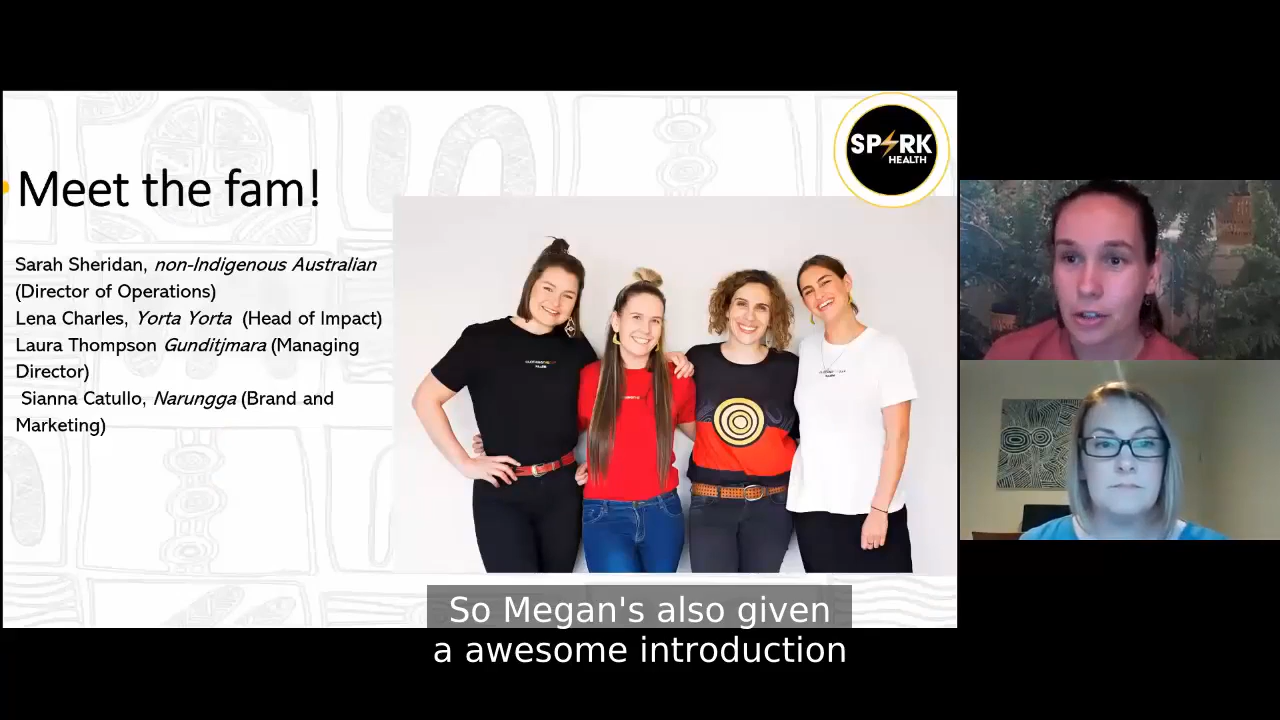 SPARK
HEALTH
Meet the fam!
Sarah Sheridan, non-Indigenous Australian
(Director of Operations)
Lena Charles, Yorta Yorta (Head of Impact)
Laura Thompson Gunditjmara (Managing
Director)
Sianna Catullo, Narungga (Brand and
Marketing)
So Megan's also given
a awesome introduction